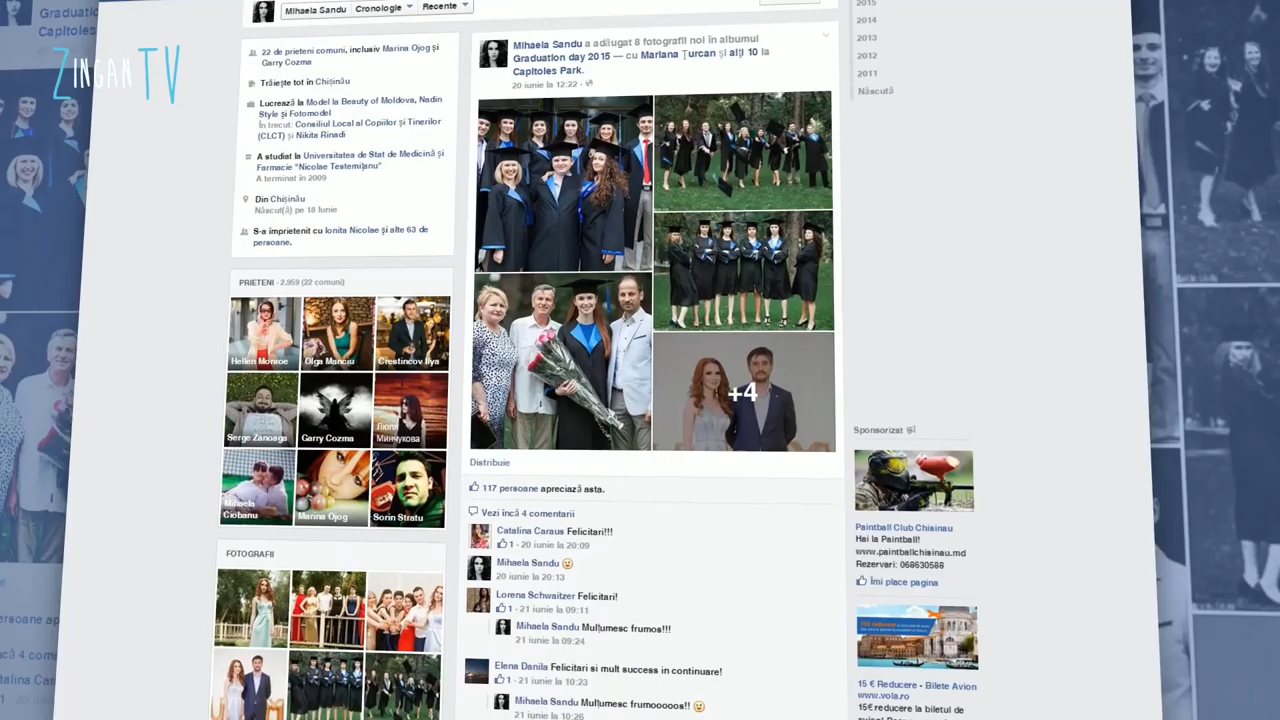 ZINGAN TV
Graduatio
Capitoles
Mihaela Sandu
Cronologie
Recente
22 de prieteni comuni, inclusiv Marina Ojog și
Garry Cozma
Trăiește tot în Chișinău
Lucrează la Model la Beauty of Moldova, Nadin
Style și Fotomodel
În trecut: Consiliul Local al Copiilor și Tinerilor
(CLCT) și Nikita Rinadi
A studiat la Universitatea de Stat de Medicină și
Farmacie "Nicolae Testemițanu"
A terminat în 2009
Din Chișinău
Născut(ă) pe 18 iunie
S-a împrietenit cu Ionita Nicolae și alte 63 de
persoane.
PRIETENI · 2.959 (22 comuni)
Hellen Monroe
Olga Manciu
Crestincov Ilya
Serge Zanoaga
Garry Cozma
Люля
Минчукова
Mihaela
Ciobanu
Marina Ojog
Sorin Stratu
FOTOGRAFII
Mihaela Sandu a adăugat 8 fotografii noi în albumul
Graduation day 2015 — cu Mariana Țurcan și alți 10 la
Capitoles Park.
20 iunie la 12:22 ·
+4
Distribuie
117 persoane apreciază asta.
Vezi încă 4 comentarii
Catalina Caraus Felicitari!!!
1 · 20 iunie la 20:09
Mihaela Sandu
20 iunie la 20:13
Lorena Schwaitzer Felicitari!
1 · 21 iunie la 09:11
Mihaela Sandu Mulțumesc frumos!!!
21 iunie la 09:24
Elena Danila Felicitari si mult success in continuare!
1 · 21 iunie la 10:23
Mihaela Sandu Mulțumesc frumooooos!!
21 iunie la 10:26
2015
2014
2013
2012
2011
Născută
Sponsorizat
Paintball Club Chisinau
Hai la Paintball!
www.paintballchisinau.md
Rezervari: 068630588
Îmi place pagina
15 € Reducere - Bilete Avion
www.vola.ro
15€ reducere la biletul de